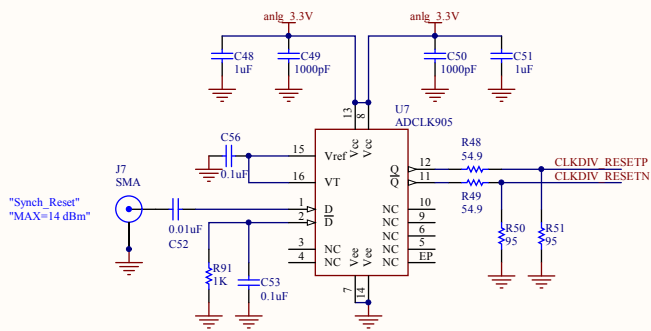 anlg_3.3V
anlg_3.3V
C48
1uF
C49
1000pF
C50
1000pF
C51
1uF
13
8
U7
ADCLK905
Vcc
Vcc
C56
0.1uF
15
Vref
16
VT
Q
12
Q
11
R48
54.9
R49
54.9
CLKDIV_RESETP
CLKDIV_RESETN
J7
SMA
"Synch_Reset"
"MAX=14 dBm"
0.01uF
C52
1
D
2
D
3
NC
4
NC
NC
10
NC
9
NC
6
NC
5
NC
EP
R50
95
R51
95
R91
1K
C53
0.1uF
Vee
Vee
7
14